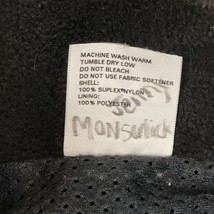 MACHINE WASH WARM
TUMBLE DRY LOW
DO NOT BLEACH
DO NOT USE FABRIC SOFTENER
SHELL:
100% SUPLEX NYLON
LINING:
100% POLYESTER
Jenny